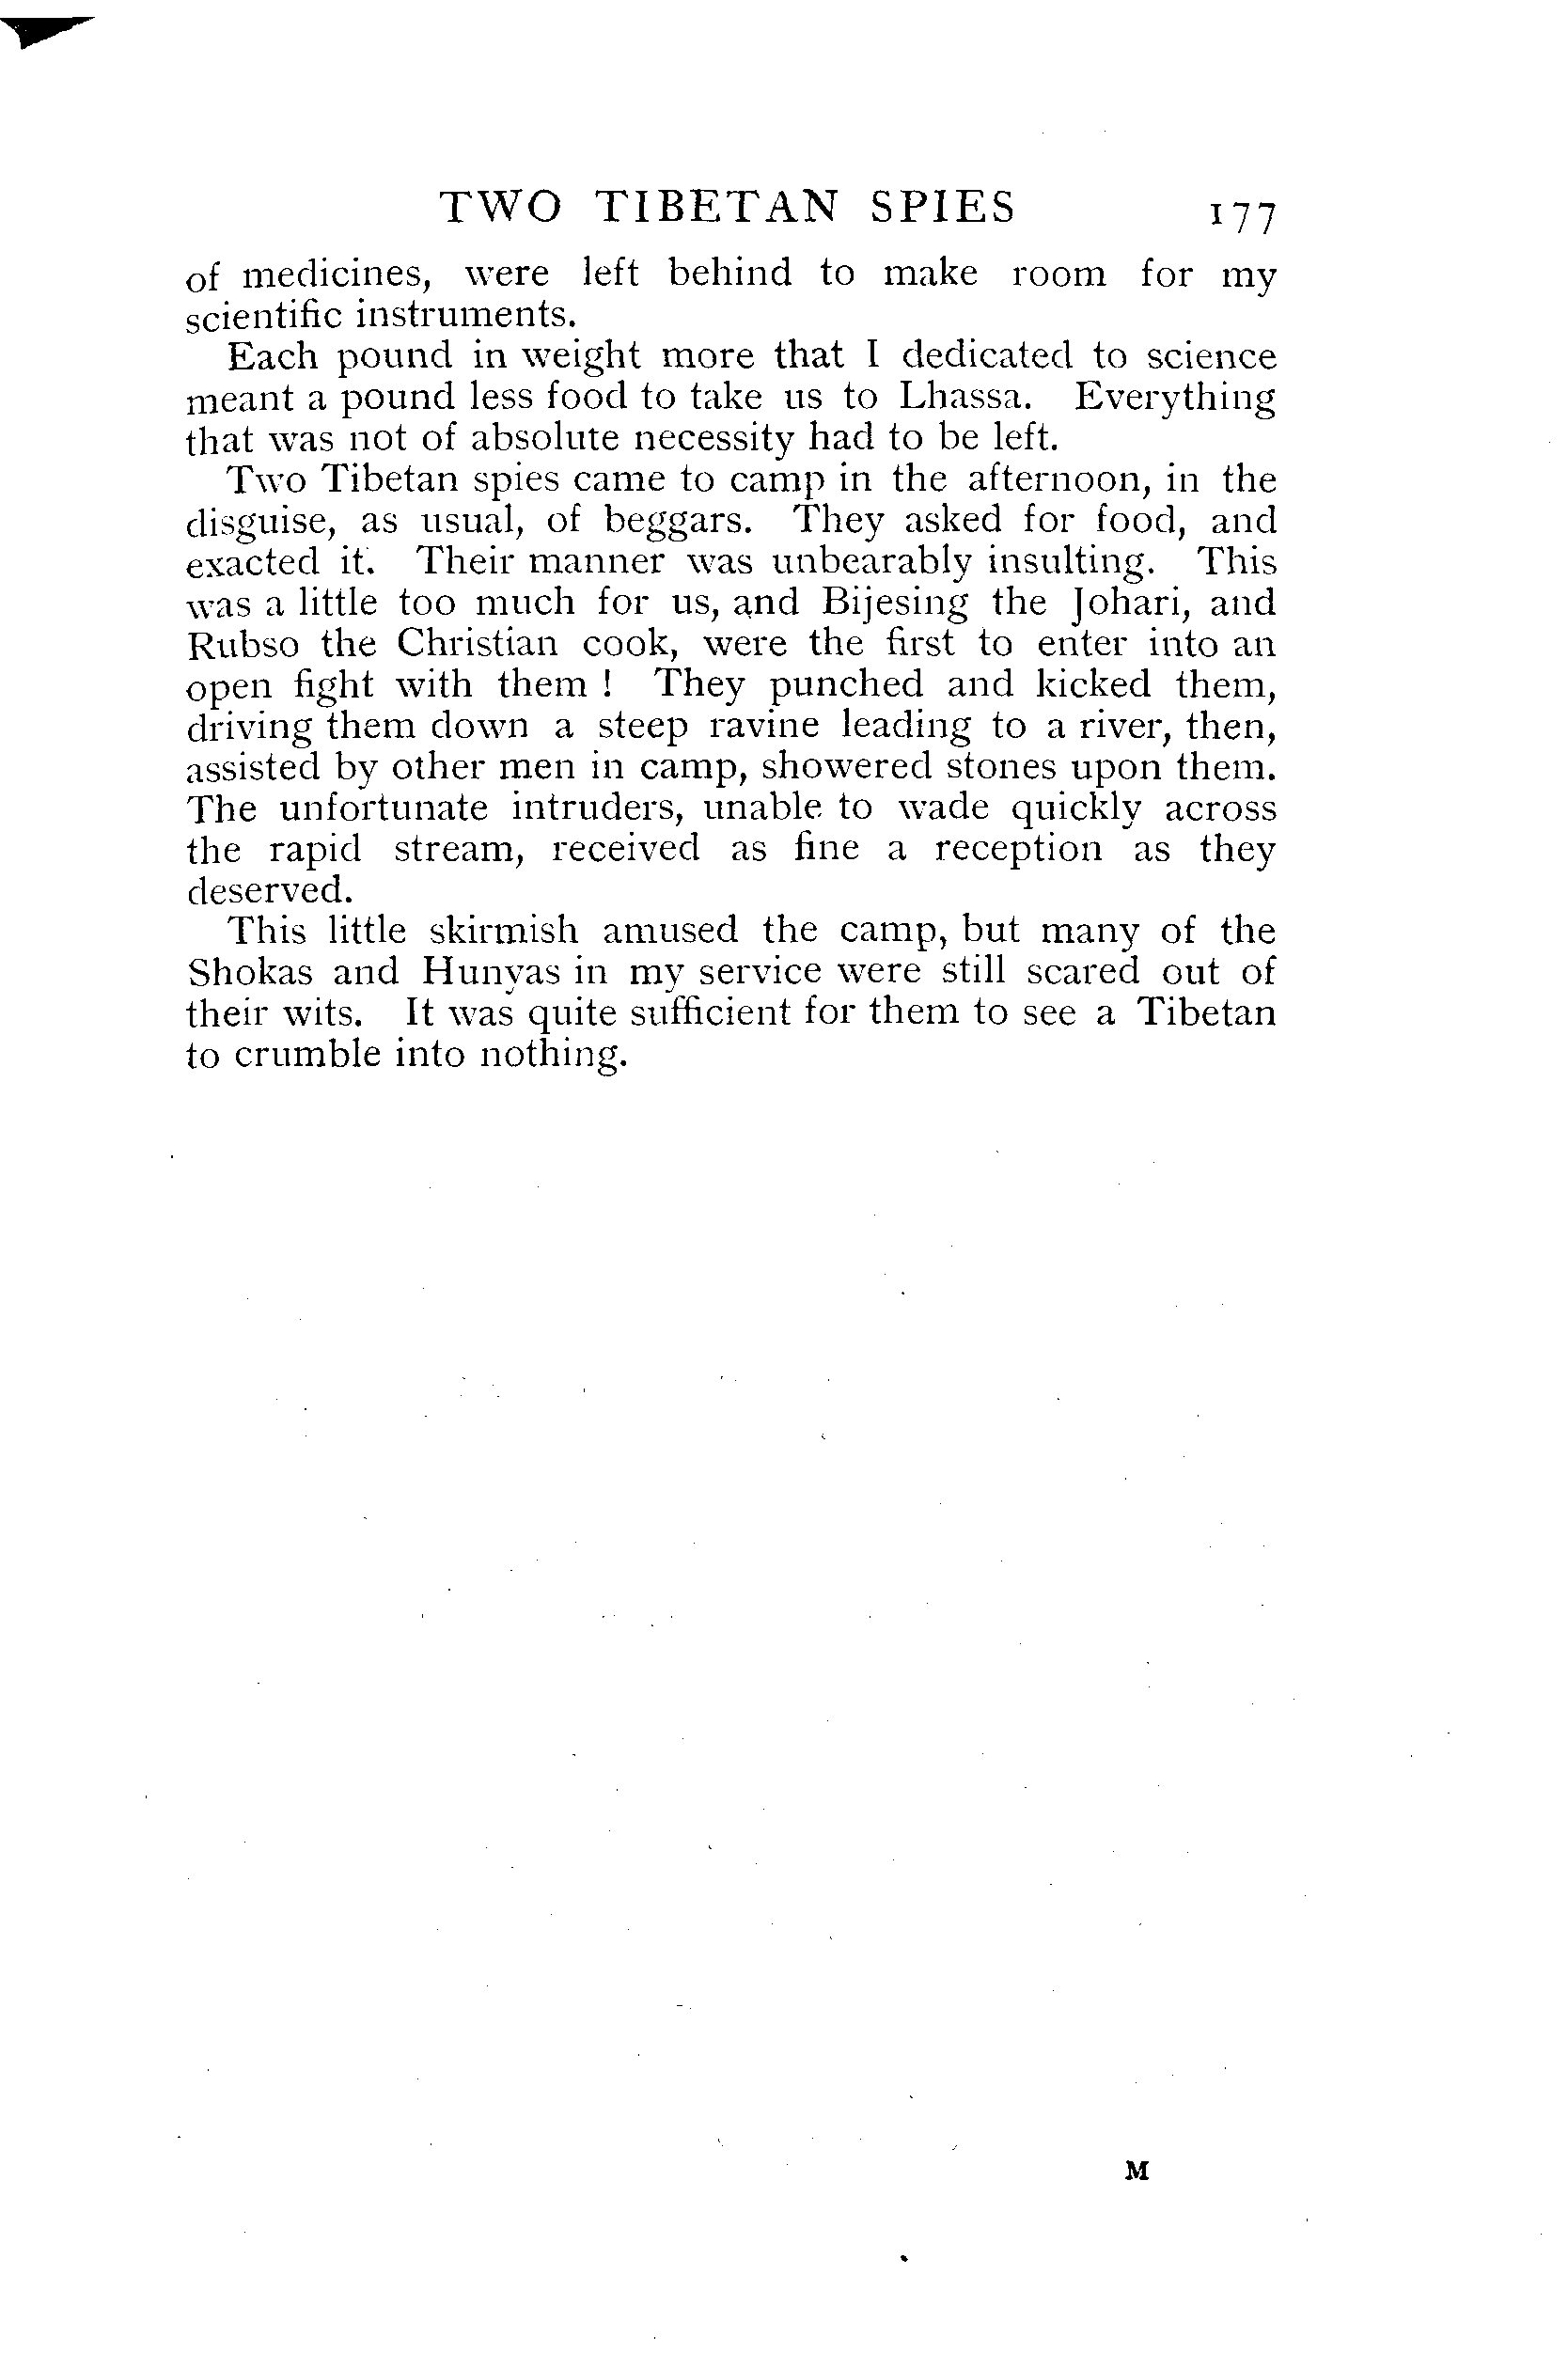 TWO TIBETAN SPIES 177
of medicines, were left behind to make room for my
scientific instruments.
Each pound in weight more that I dedicated to science
meant a pound less food to take us to Lhassa. Everything
that was not of absolute necessity had to be left.
Two Tibetan spies came to camp in the afternoon, in the
disguise, as usual, of beggars. They asked for food, and
exacted it. Their manner was unbearably insulting. This
was a little too much for us, and Bijesing the Johari, and
Rubso the Christian cook, were the first to enter into an
open fight with them ! They punched and kicked them,
driving them down a steep ravine leading to a river, then,
assisted by other men in camp, showered stones upon them.
The unfortunate intruders, unable to wade quickly across
the rapid stream, received as fine a reception as they
deserved.
This little skirmish amused the camp, but many of the
Shokas and Hunyas in my service were still scared out of
their wits. It was quite sufficient for them to see a Tibetan
to crumble into nothing.
M